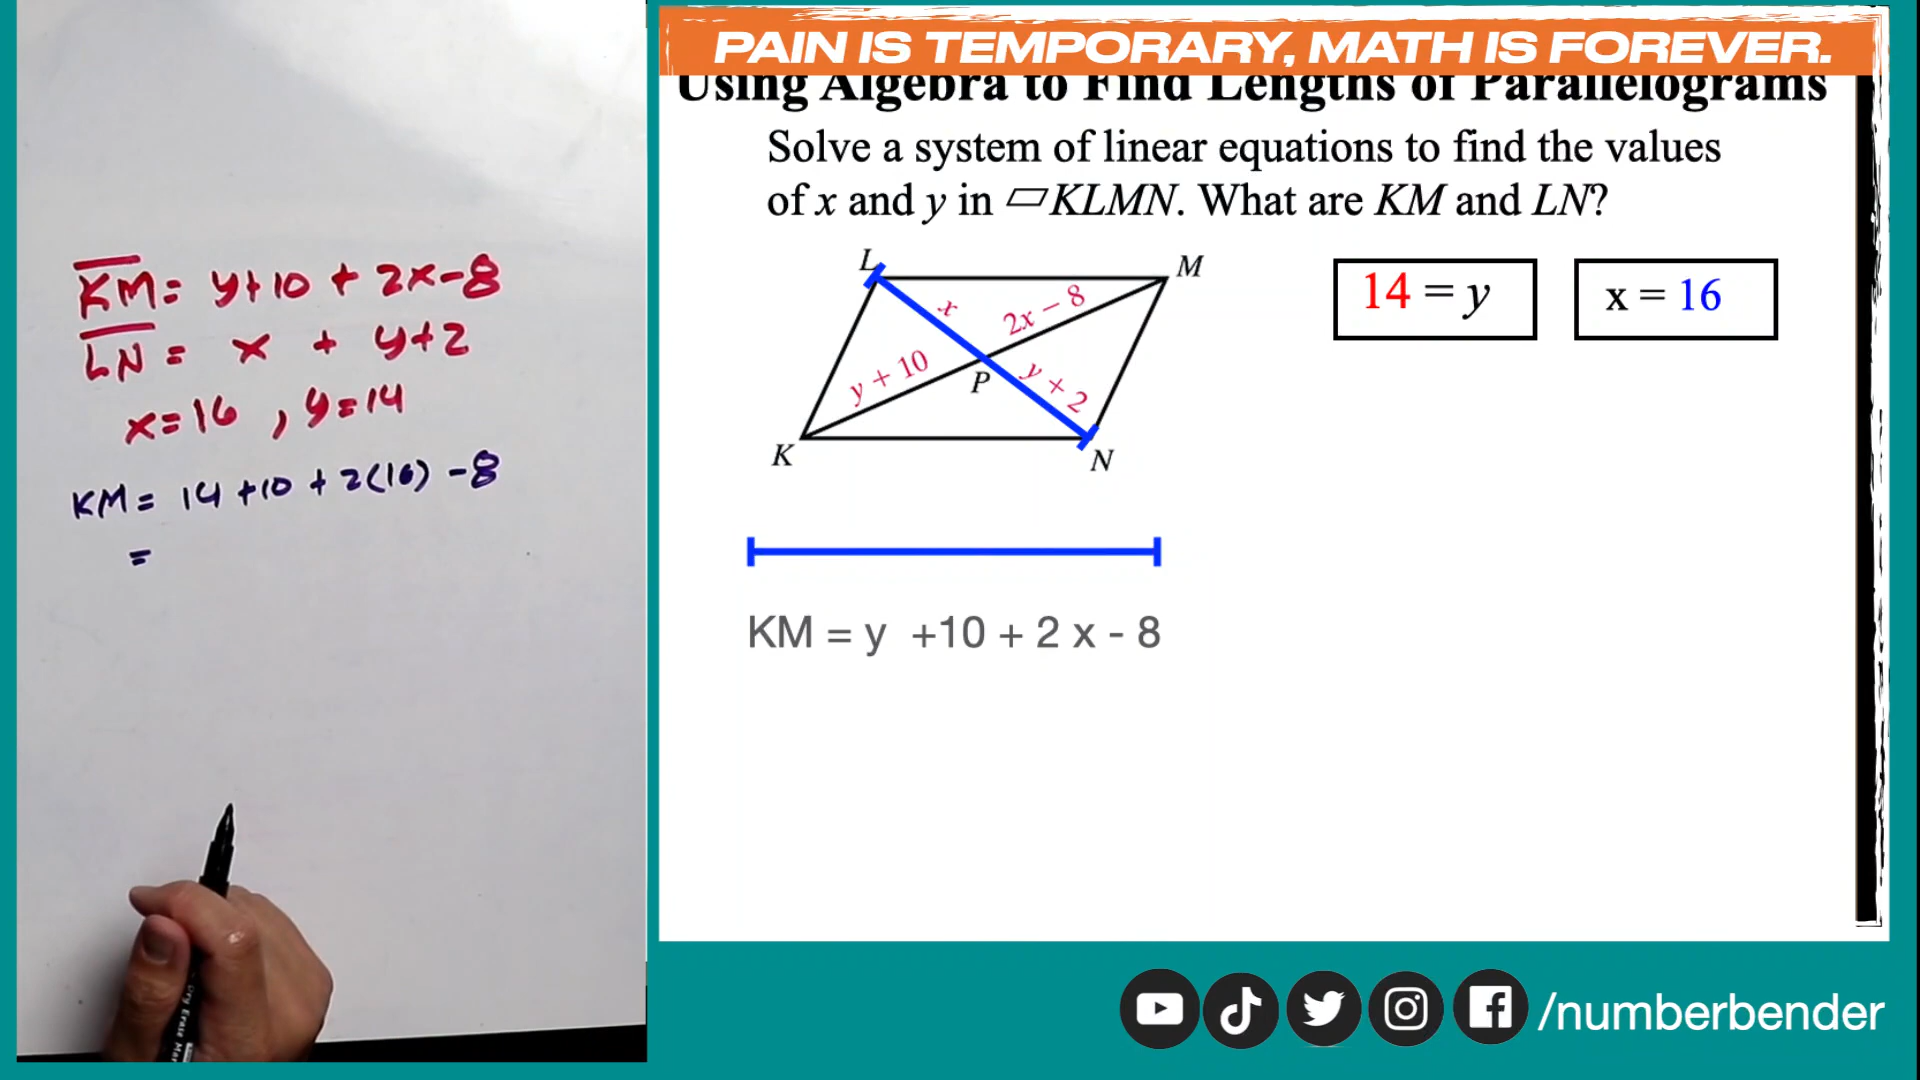 KM = y+10 + 2x-8
LN = x + y+2
x=16 , y=14
KM = 14 +10 + 2(16) -8
=
PAIN IS TEMPORARY, MATH IS FOREVER.
Using Algebra to Find Lengths of Parallelograms
Solve a system of linear equations to find the values
of x and y in ▱KLMN. What are KM and LN?
L
M
x
2x − 8
y + 10
P
y + 2
K
N
14 = y
x = 16
KM = y +10 + 2 x - 8
/numberbender